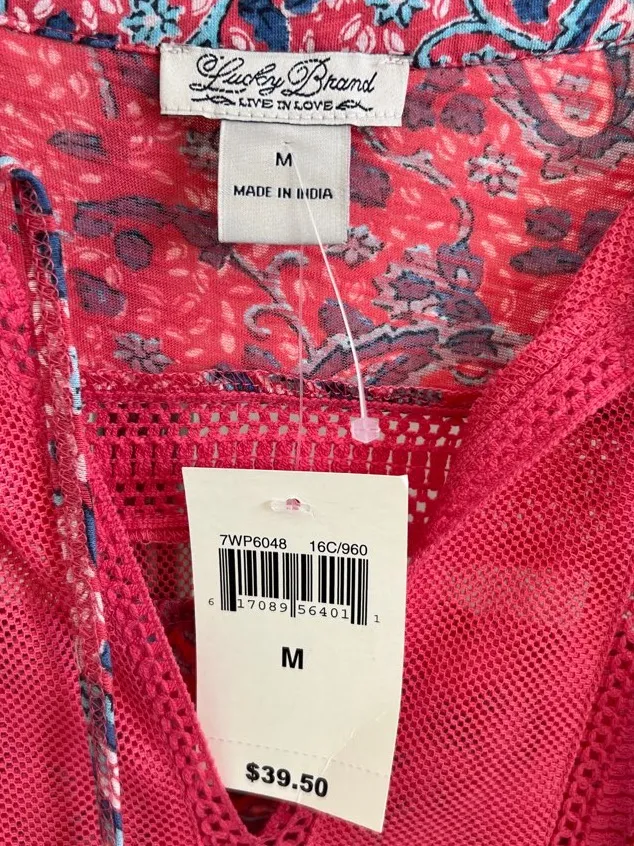 Lucky Brand
LIVE IN LOVE
M
MADE IN INDIA
7WP6048 16C/960
6 17089 56401 1
M
$39.50